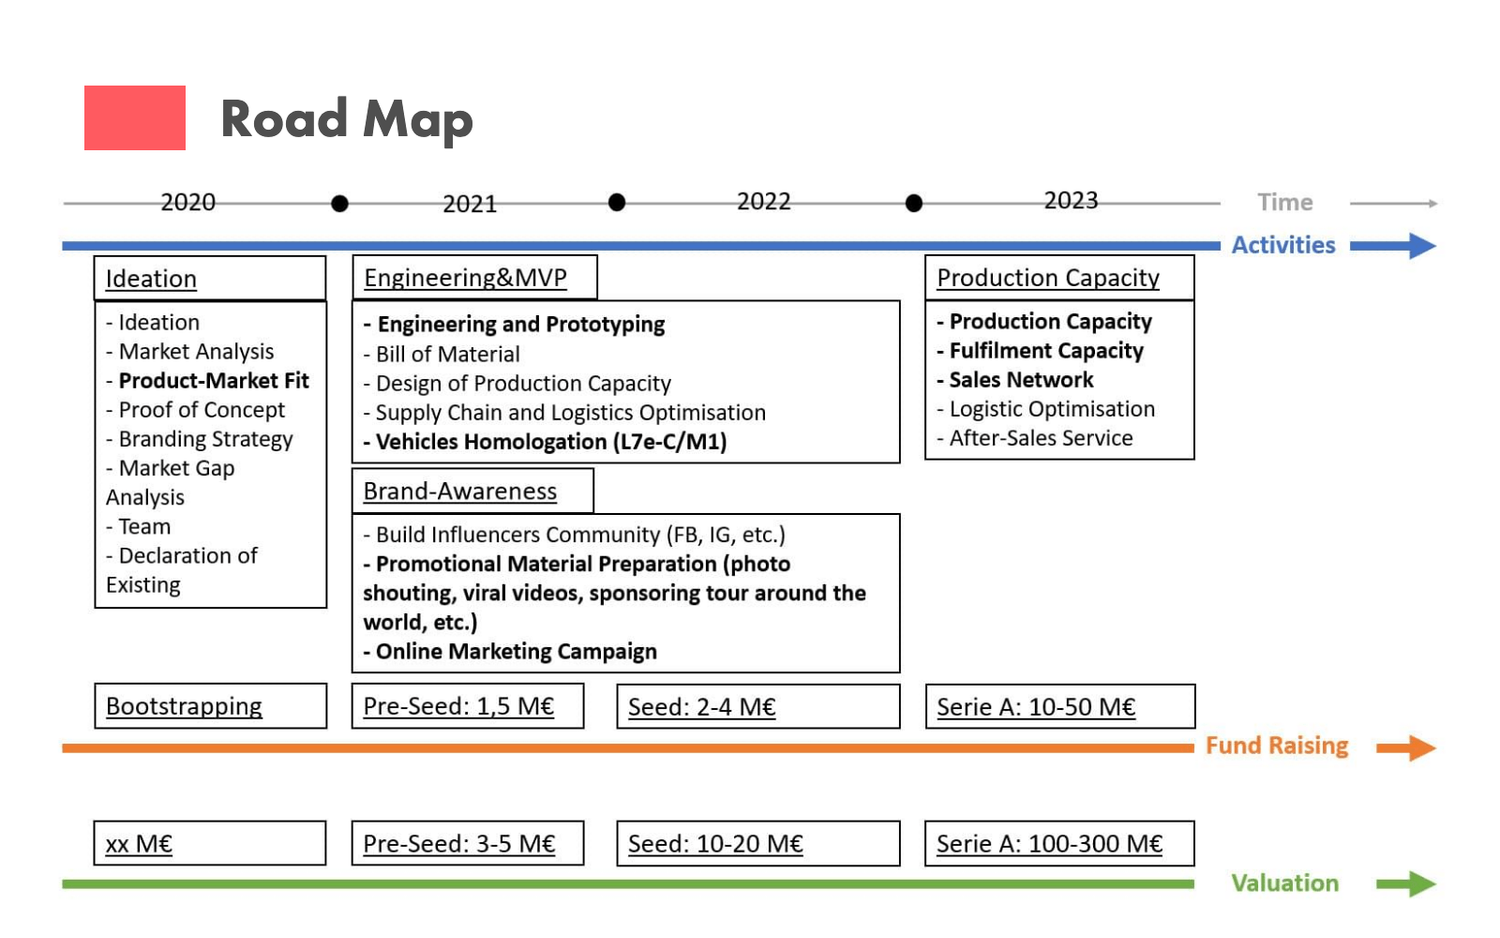 Road Map
2020
2021
2022
2023
Time
Activities
Ideation
- Ideation
- Market Analysis
- Product-Market Fit
- Proof of Concept
- Branding Strategy
- Market Gap
Analysis
- Team
- Declaration of
Existing
Engineering&MVP
- Engineering and Prototyping
- Bill of Material
- Design of Production Capacity
- Supply Chain and Logistics Optimisation
- Vehicles Homologation (L7e-C/M1)
Brand-Awareness
- Build Influencers Community (FB, IG, etc.)
- Promotional Material Preparation (photo
shouting, viral videos, sponsoring tour around the
world, etc.)
- Online Marketing Campaign
Production Capacity
- Production Capacity
- Fulfilment Capacity
- Sales Network
- Logistic Optimisation
- After-Sales Service
Bootstrapping
Pre-Seed: 1,5 M€
Seed: 2-4 M€
Serie A: 10-50 M€
Fund Raising
xx M€
Pre-Seed: 3-5 M€
Seed: 10-20 M€
Serie A: 100-300 M€
Valuation